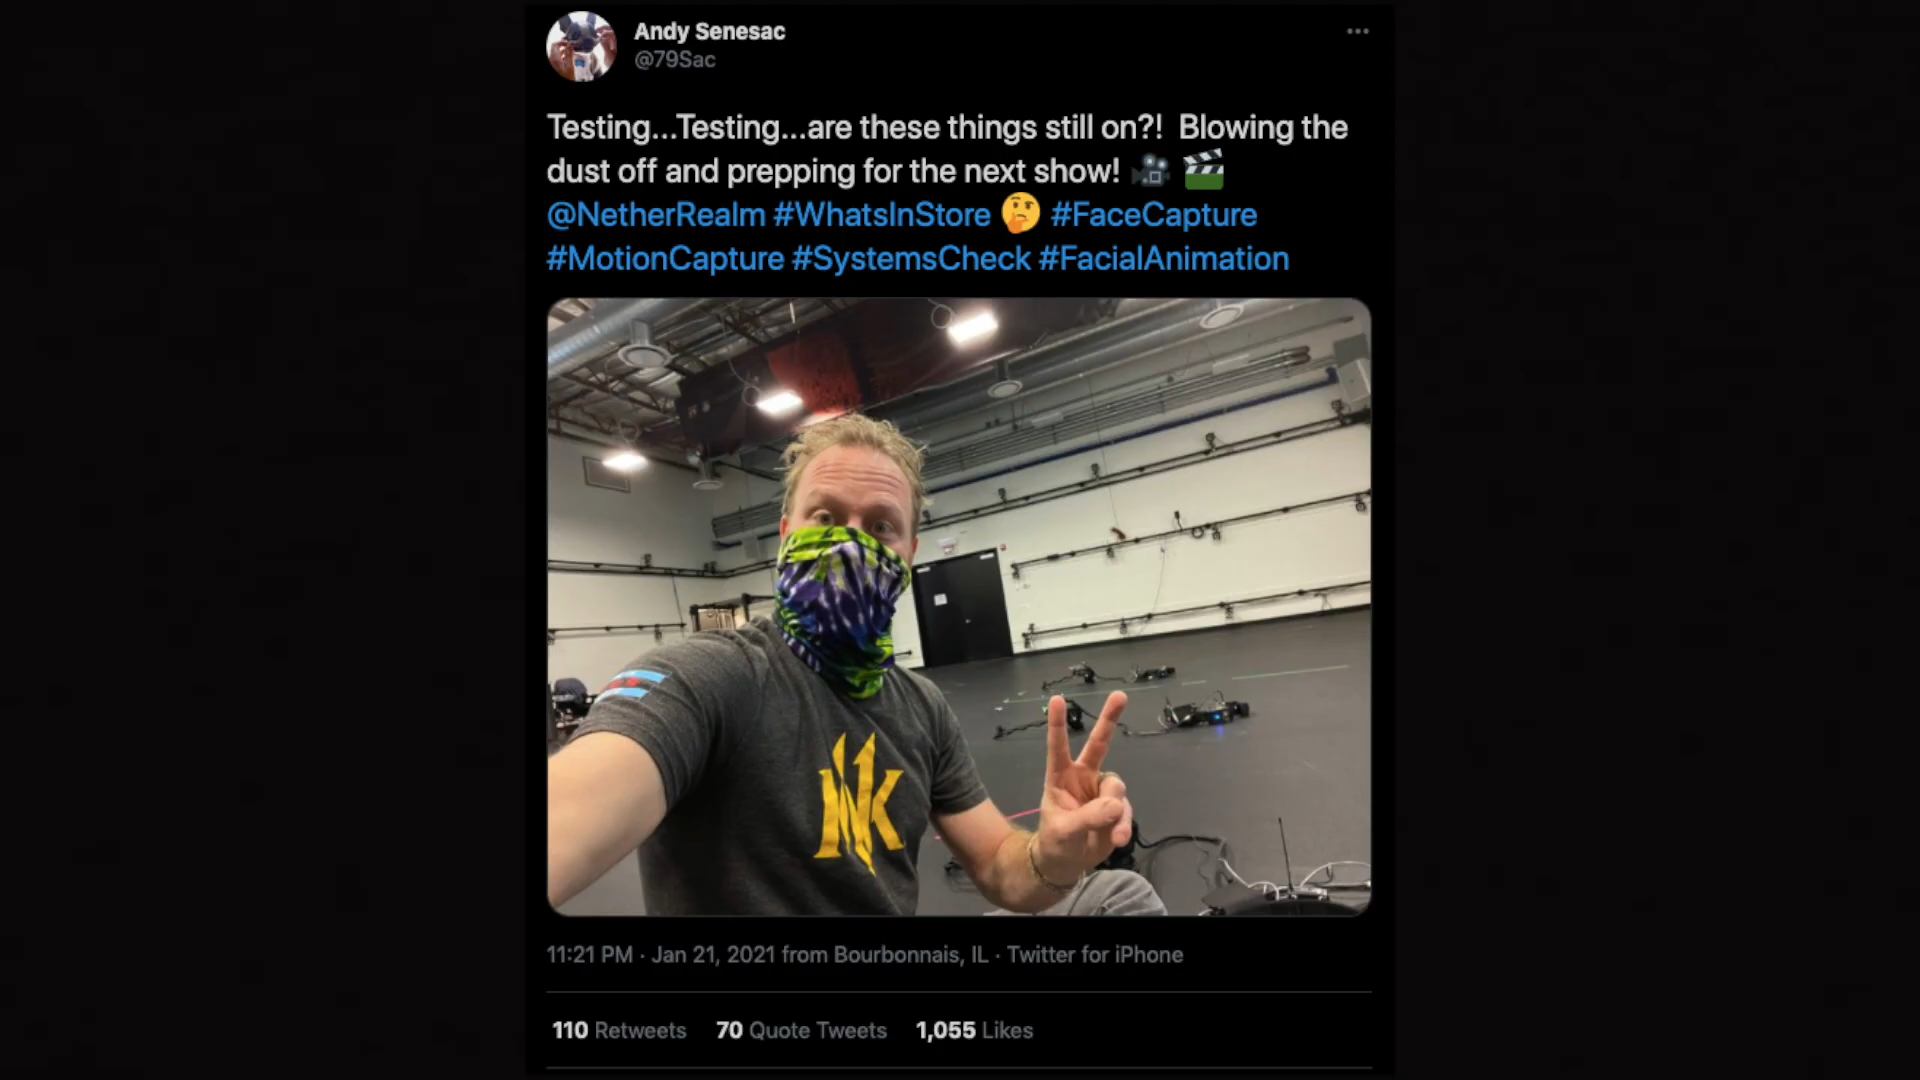 Andy Senesac
@79Sac
Testing...Testing...are these things still on?! Blowing the
dust off and prepping for the next show! 🎥 🎬
@NetherRealm #WhatsInStore 🤔 #FaceCapture
#MotionCapture #SystemsCheck #FacialAnimation
11:21 PM · Jan 21, 2021 from Bourbonnais, IL · Twitter for iPhone
110 Retweets 70 Quote Tweets 1,055 Likes